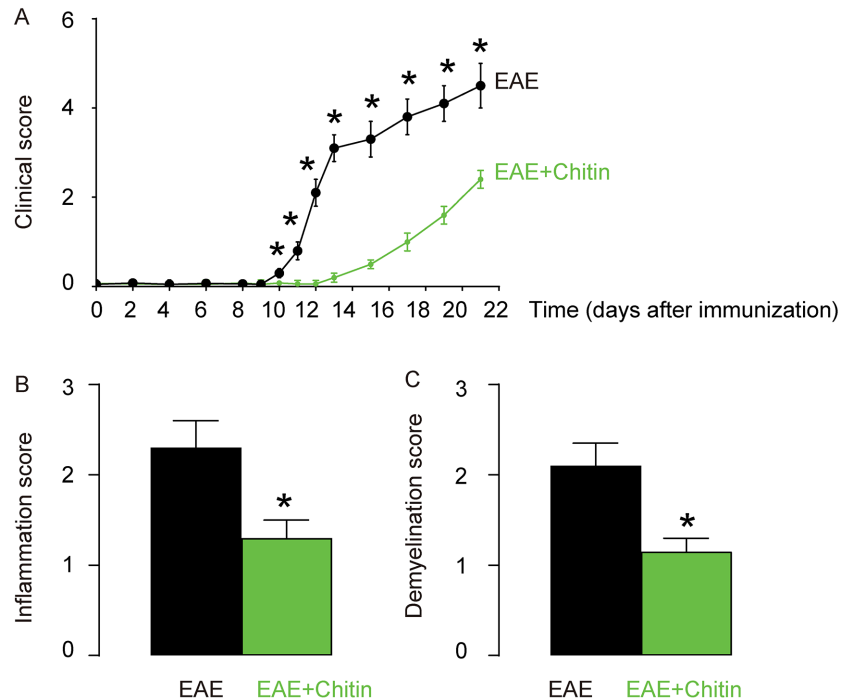 A
6
4
2
0
Clinical score
* * * * * * * * *
EAE
EAE+Chitin
0 2 4 6 8 10 12 14 16 18 20 22
Time (days after immunization)
B
3
2
1
0
Inflammation score
*
EAE EAE+Chitin
C
3
2
1
0
Demyelination score
*
EAE EAE+Chitin